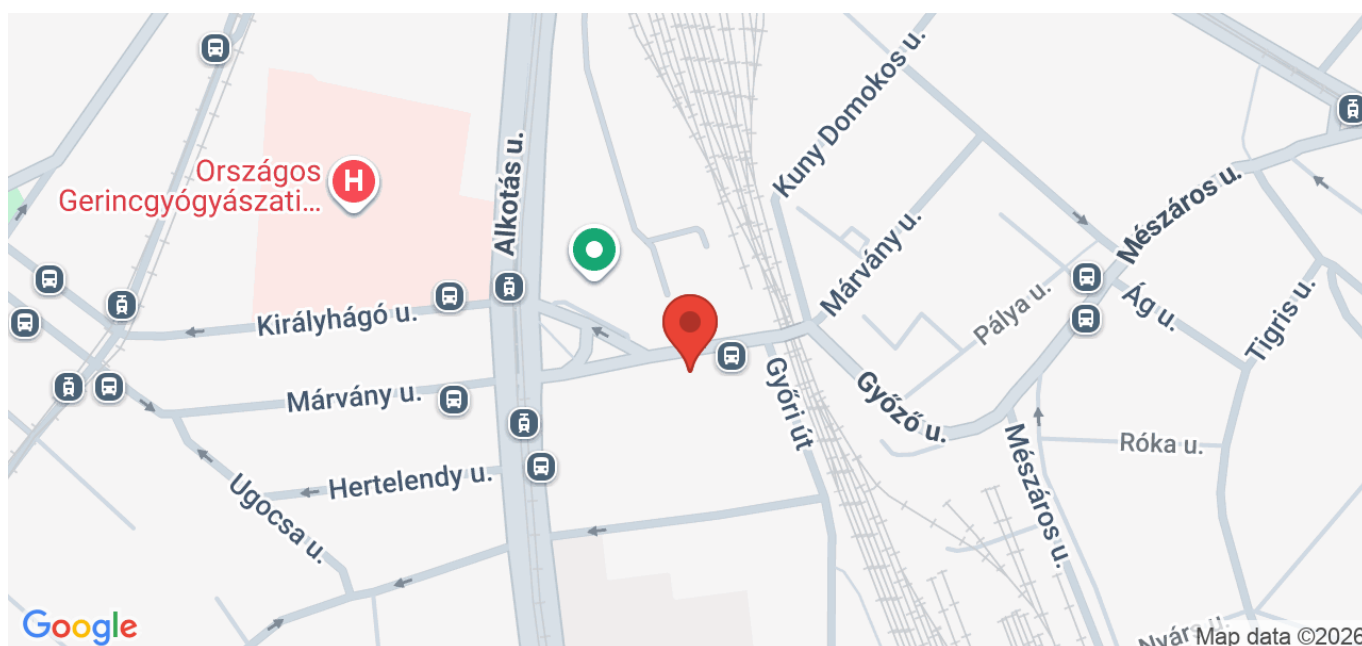 Kuny Domokos u.
Országos
Gerincgyógyászati...
H
Alkotás u.
Mészáros u.
Márvány u.
Királyhágó u.
Pálya u.
Ág u.
Tigris u.
Márvány u.
Győri út
Győző u.
Róka u.
Mészáros u.
Hertelendy u.
Ugocsa u.
Google
Map data ©2026